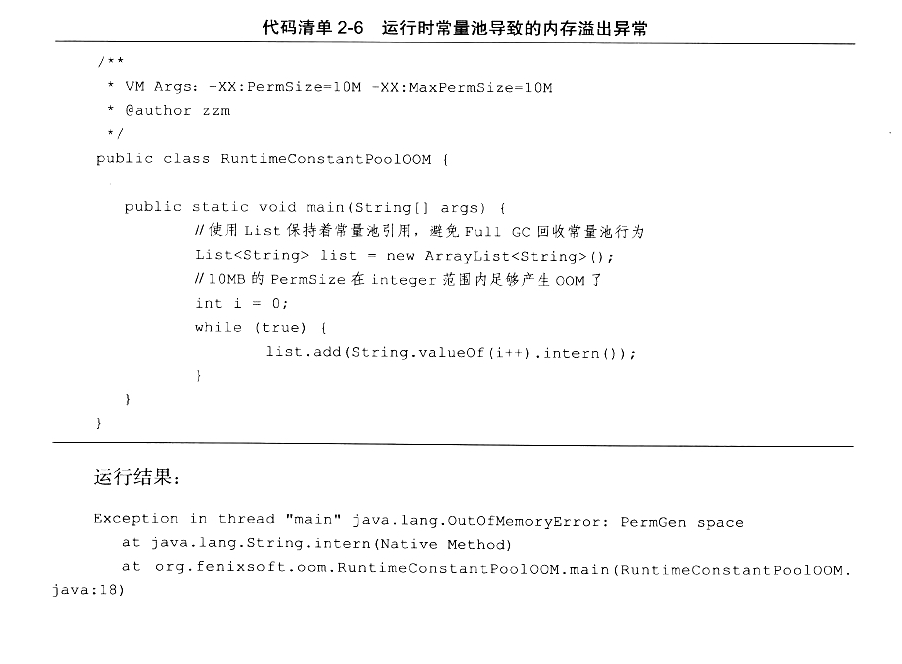 代码清单 2-6 运行时常量池导致的内存溢出异常
/**
 * VM Args: -XX:PermSize=10M -XX:MaxPermSize=10M
 * @author zzm
 */
public class RuntimeConstantPoolOOM {
public static void main(String[] args) {
//使用 List 保持着常量池引用，避免 Full GC 回收常量池行为
List<String> list = new ArrayList<String>();
//10MB 的 PermSize 在 integer 范围内足够产生 OOM 了
int i = 0;
while (true) {
list.add(String.valueOf(i++).intern());
}
}
}
运行结果：
Exception in thread "main" java.lang.OutOfMemoryError: PermGen space
at java.lang.String.intern(Native Method)
at org.fenixsoft.oom.RuntimeConstantPoolOOM.main(RuntimeConstantPoolOOM.
java:18)